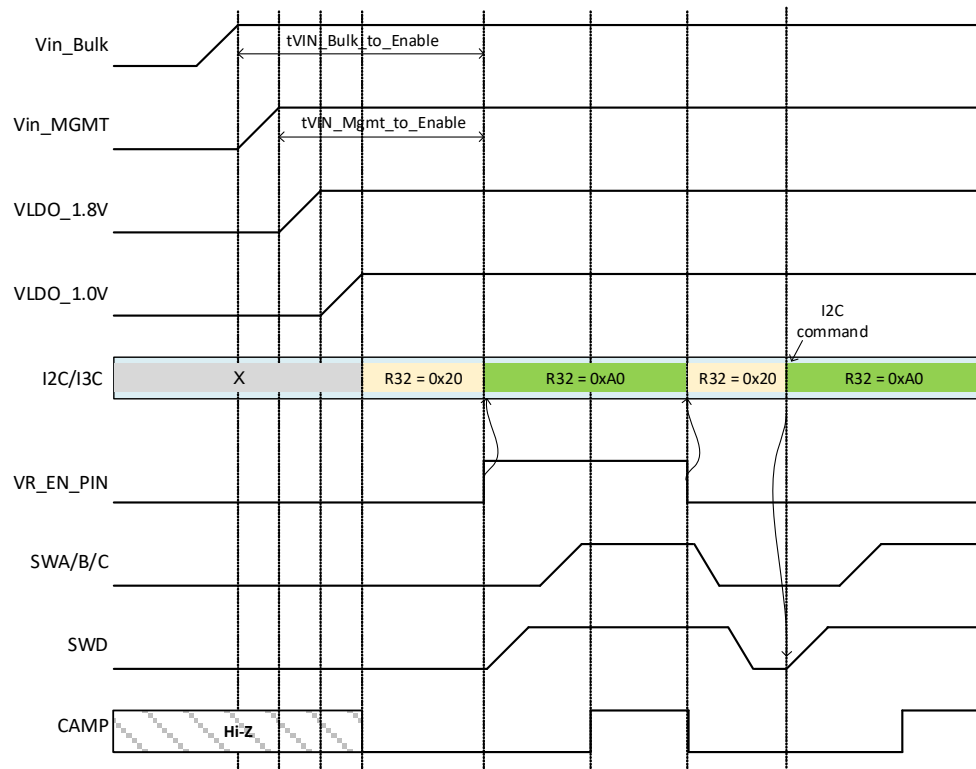 Vin_Bulk
tVIN_Bulk_to_Enable
Vin_MGMT
tVIN_Mgmt_to_Enable
VLDO_1.8V
VLDO_1.0V
I2C
command
I2C/I3C
X
R32 = 0x20
R32 = 0xA0
R32 = 0x20
R32 = 0xA0
VR_EN_PIN
SWA/B/C
SWD
CAMP
Hi-Z